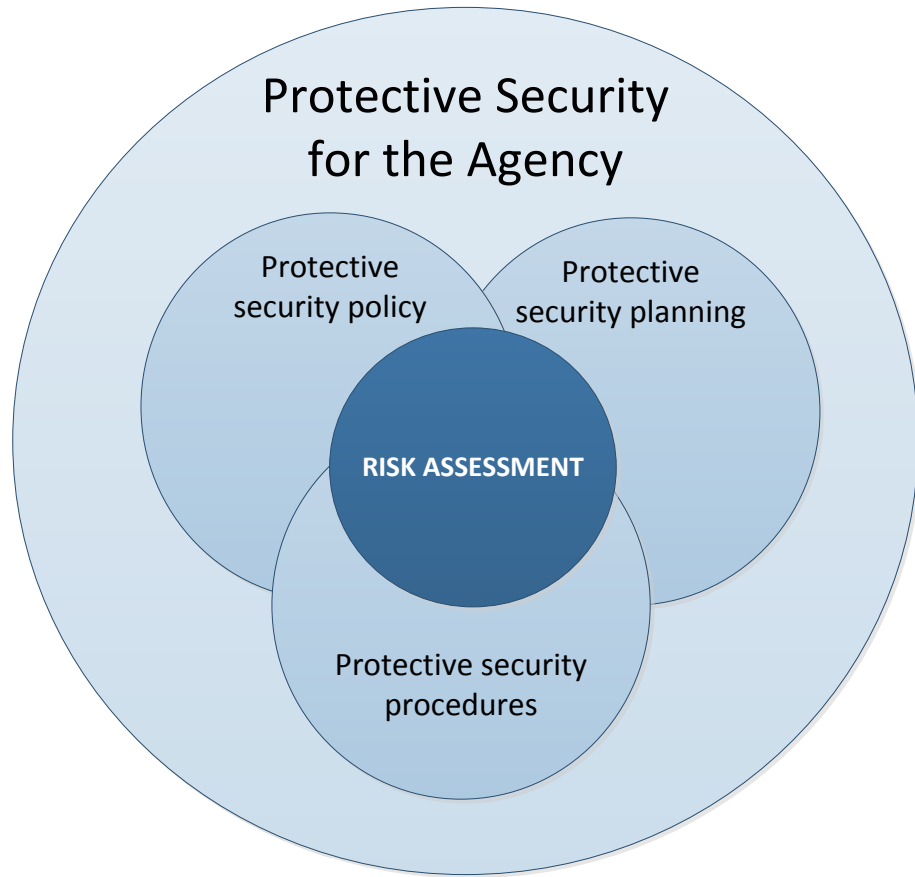 Protective Security
for the Agency
Protective
security policy
Protective
security planning
RISK ASSESSMENT
Protective security
procedures